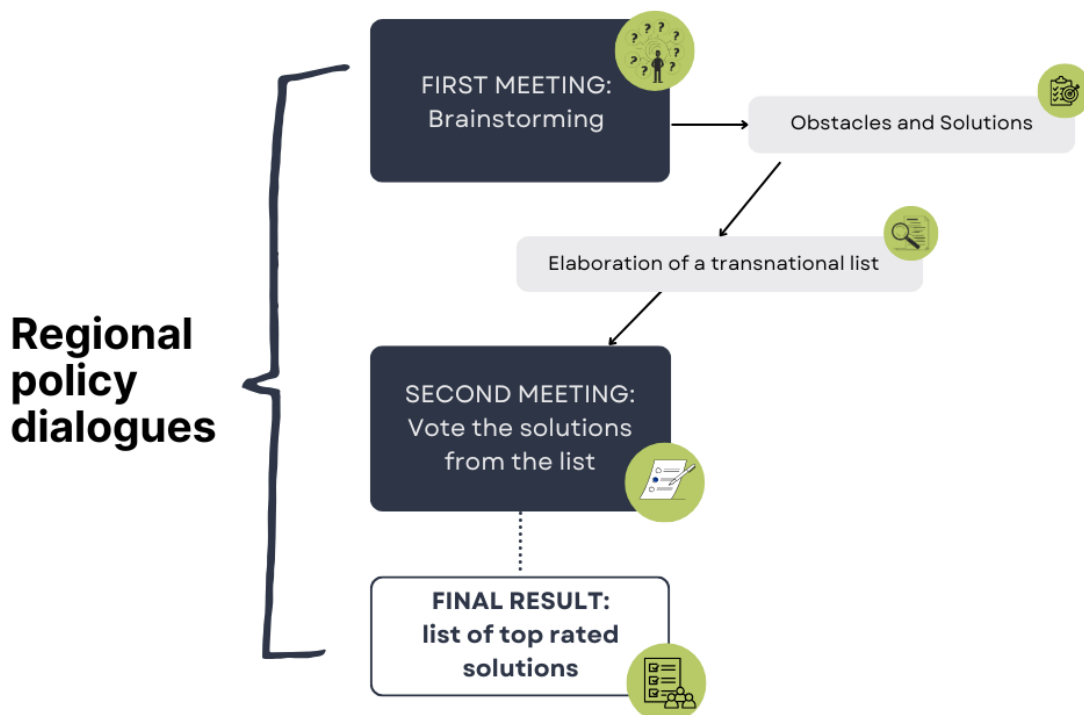 FIRST MEETING:
Brainstorming
Obstacles and Solutions
Elaboration of a transnational list
Regional
policy
dialogues
SECOND MEETING:
Vote the solutions
from the list
FINAL RESULT:
list of top rated
solutions